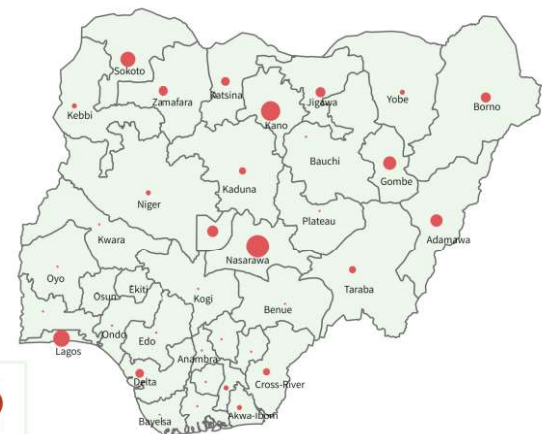 Sokoto
Zamafara
Katsina
Jigawa
Yobe
Borno
Kebbi
Kano
Bauchi
Gombe
Kaduna
Niger
Plateau
Kwara
Adamawa
Nasarawa
Oyo
Taraba
Osun
Ekiti
Kogi
Benue
Ondo
Edo
Lagos
Anambra
Delta
Cross-River
Bayelsa
Akwa-Ibom